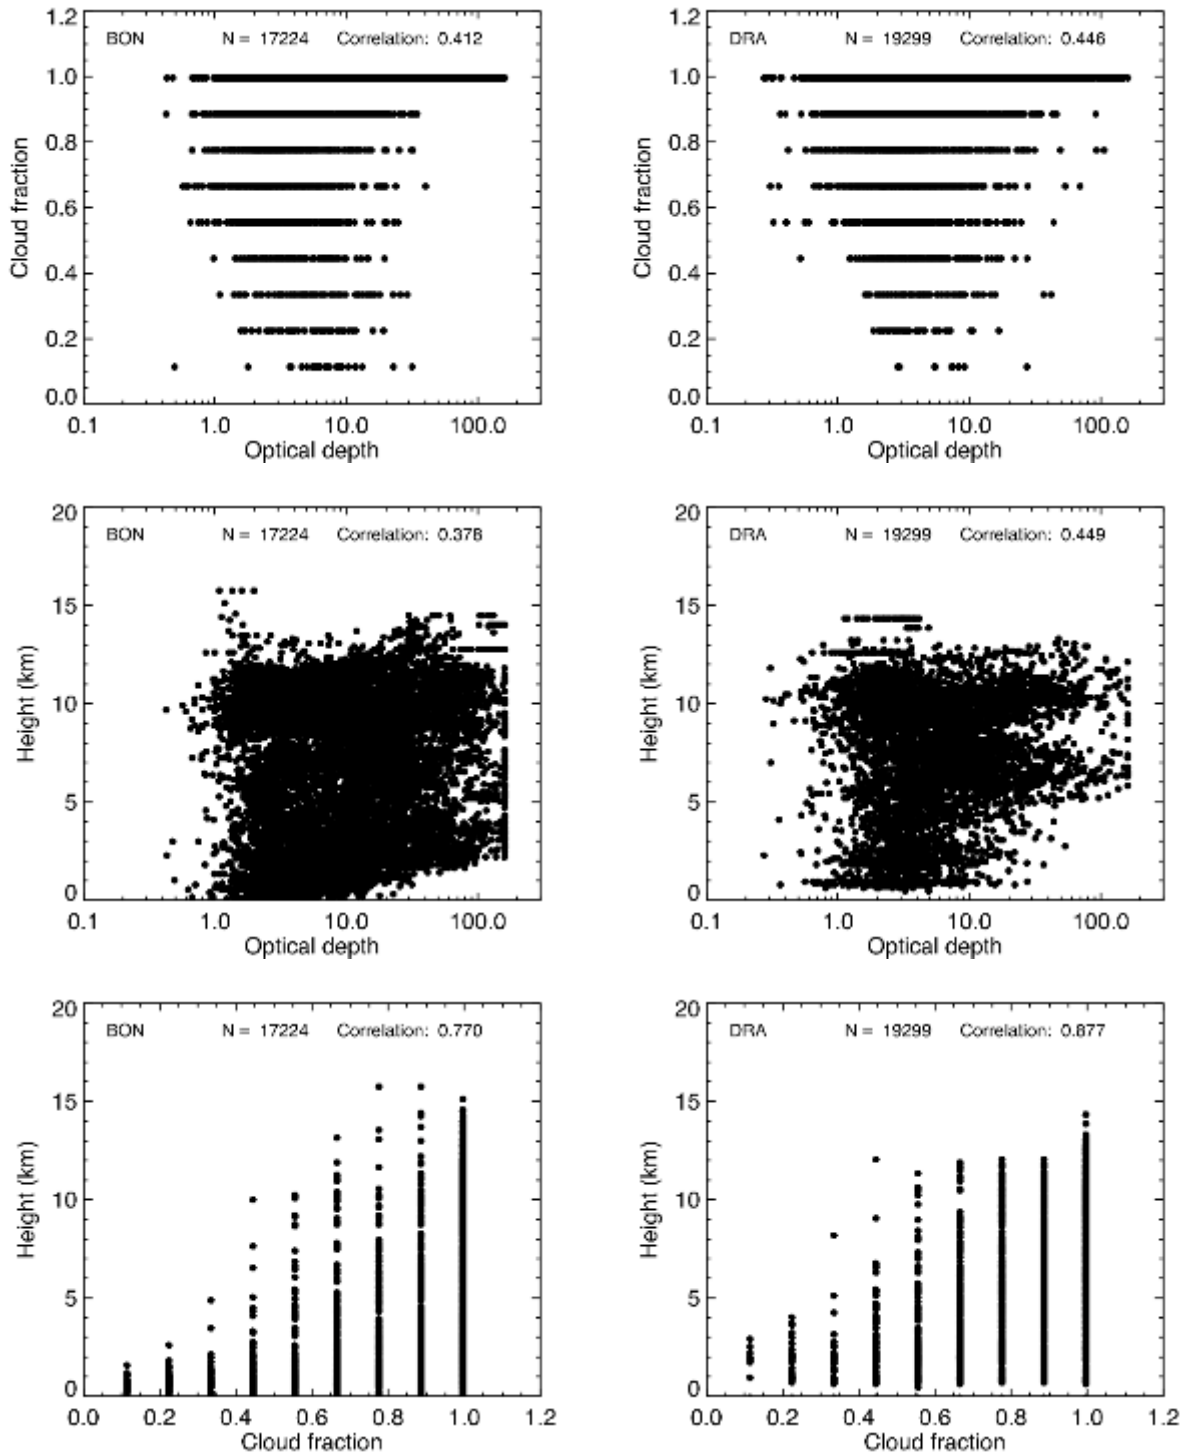 BON N = 17224 Correlation: 0.412
1.2
1.0
0.8
0.6
0.4
0.2
0.0
Cloud fraction
0.1 1.0 10.0 100.0
Optical depth
DRA N = 19299 Correlation: 0.446
1.2
1.0
0.8
0.6
0.4
0.2
0.0
Cloud fraction
0.1 1.0 10.0 100.0
Optical depth
BON N = 17224 Correlation: 0.378
20
15
10
5
0
Height (km)
0.1 1.0 10.0 100.0
Optical depth
DRA N = 19299 Correlation: 0.449
20
15
10
5
0
Height (km)
0.1 1.0 10.0 100.0
Optical depth
BON N = 17224 Correlation: 0.770
20
15
10
5
0
Height (km)
0.0 0.2 0.4 0.6 0.8 1.0 1.2
Cloud fraction
DRA N = 19299 Correlation: 0.877
20
15
10
5
0
Height (km)
0.0 0.2 0.4 0.6 0.8 1.0 1.2
Cloud fraction